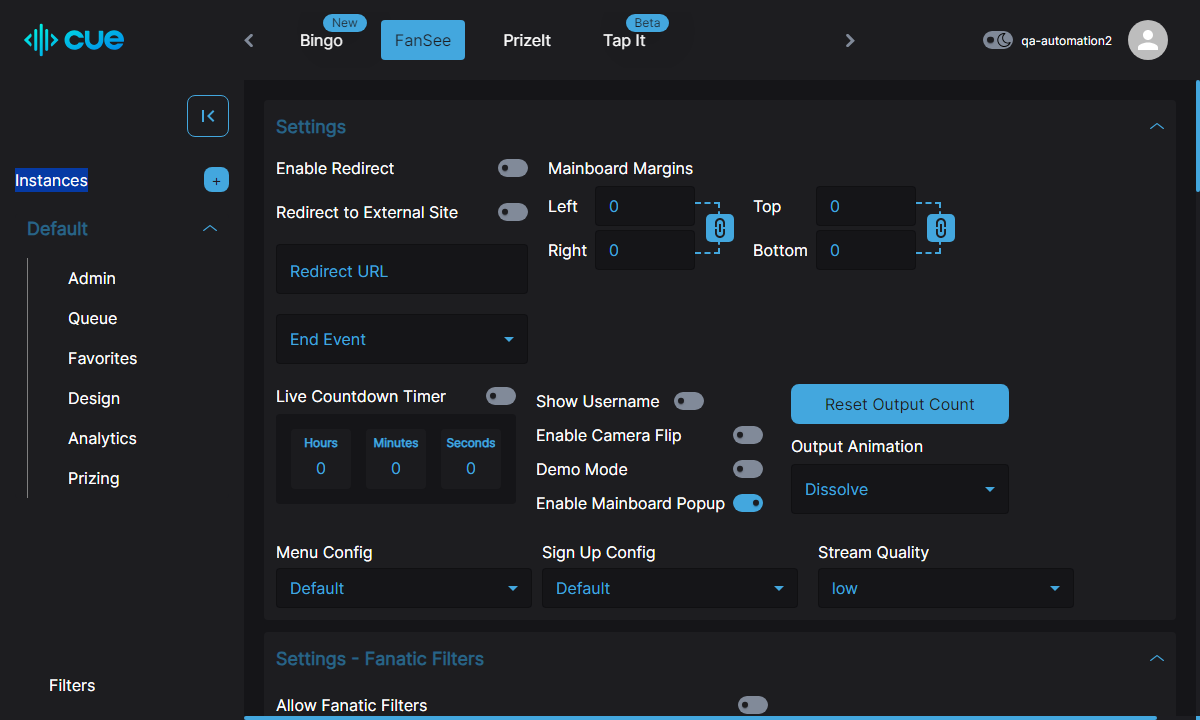 cue
New
Bingo
FanSee
PrizeIt
Beta
Tap It
qa-automation2
Instances
+
Default
Admin
Queue
Favorites
Design
Analytics
Prizing
Filters
Settings
Enable Redirect
Redirect to External Site
Redirect URL
End Event
Mainboard Margins
Left 0
Top 0
Right 0
Bottom 0
Live Countdown Timer
Hours Minutes Seconds
0 0 0
Show Username
Enable Camera Flip
Demo Mode
Enable Mainboard Popup
Reset Output Count
Output Animation
Dissolve
Menu Config
Default
Sign Up Config
Default
Stream Quality
low
Settings - Fanatic Filters
Allow Fanatic Filters